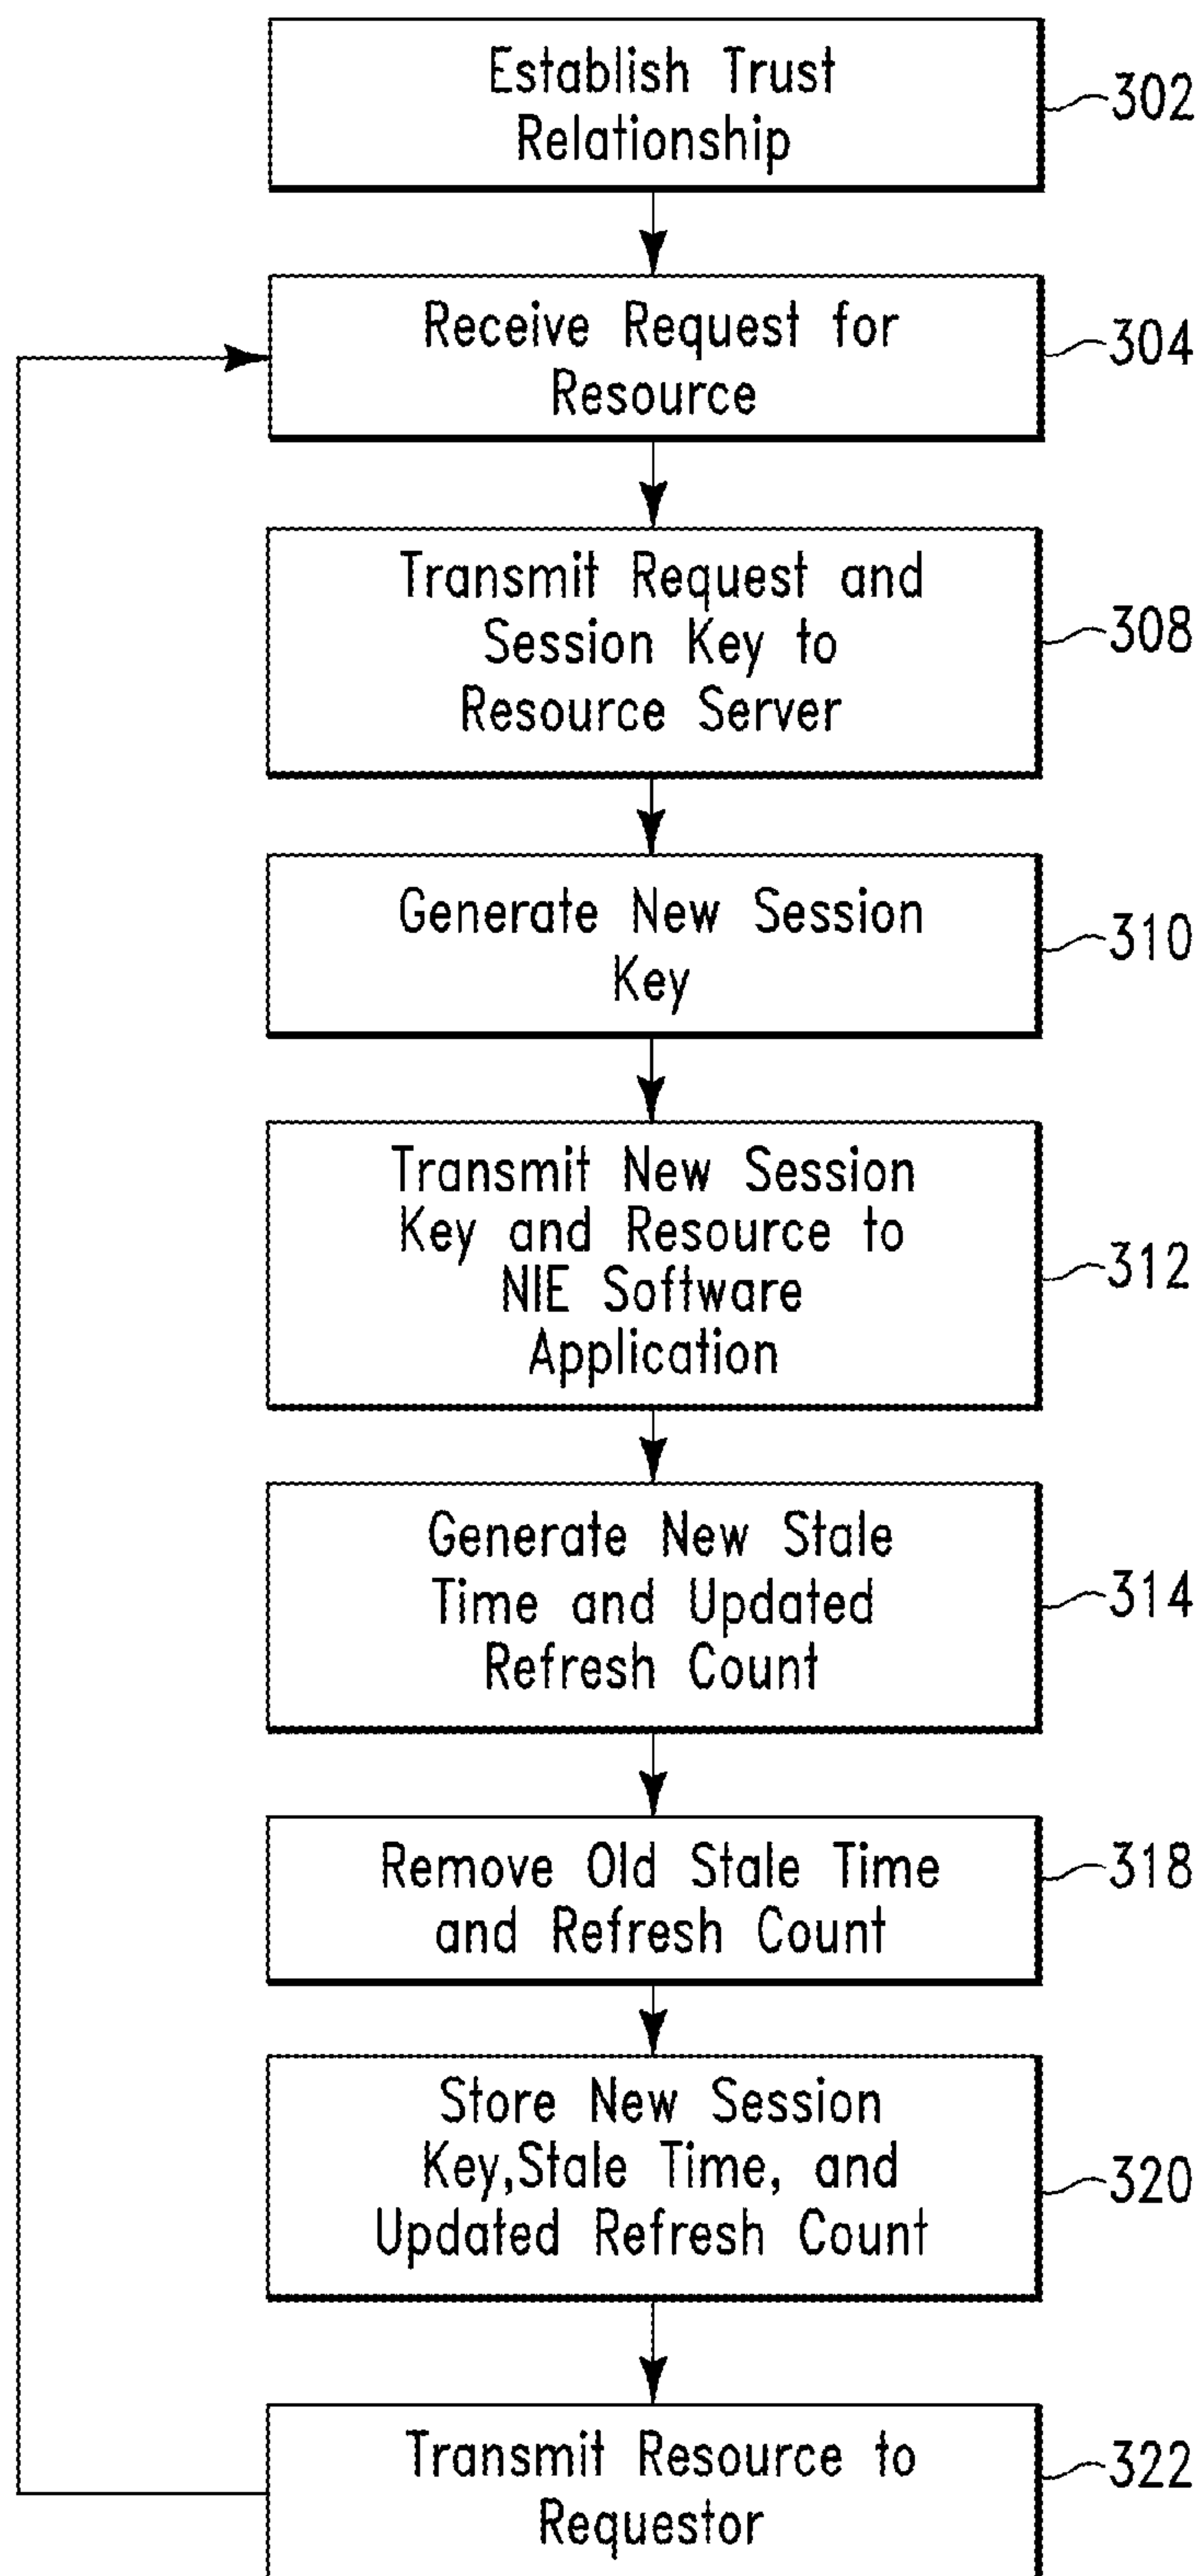 Establish Trust
Relationship
302
Receive Request for
Resource
304
Transmit Request and
Session Key to
Resource Server
308
Generate New Session
Key
310
Transmit New Session
Key and Resource to
NIE Software
Application
312
Generate New Stale
Time and Updated
Refresh Count
314
Remove Old Stale Time
and Refresh Count
318
Store New Session
Key,Stale Time, and
Updated Refresh Count
320
Transmit Resource to
Requestor
322